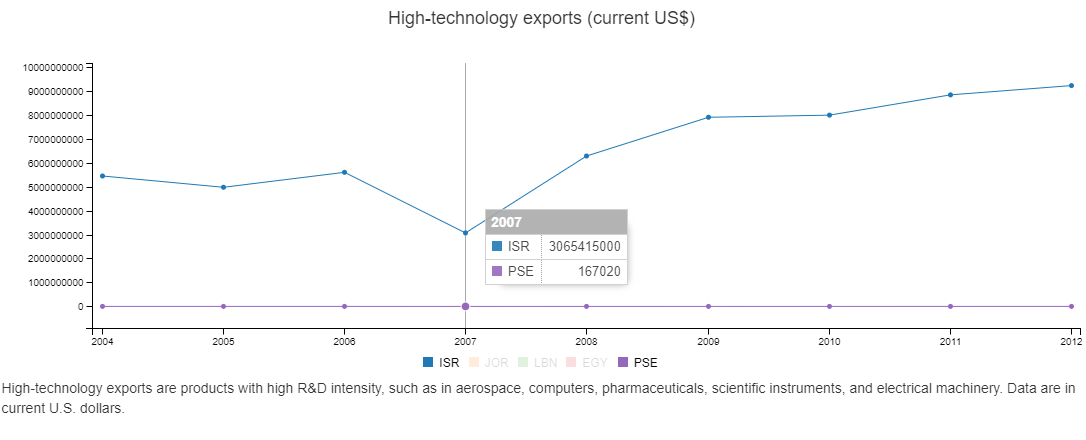 High-technology exports (current US$)
10000000000
9000000000
8000000000
7000000000
6000000000
5000000000
4000000000
3000000000
2000000000
1000000000
0
2007
ISR 3065415000
PSE 167020
2004 2005 2006 2007 2008 2009 2010 2011 2012
ISR JOR LBN EGY PSE
High-technology exports are products with high R&D intensity, such as in aerospace, computers, pharmaceuticals, scientific instruments, and electrical machinery. Data are in
current U.S. dollars.